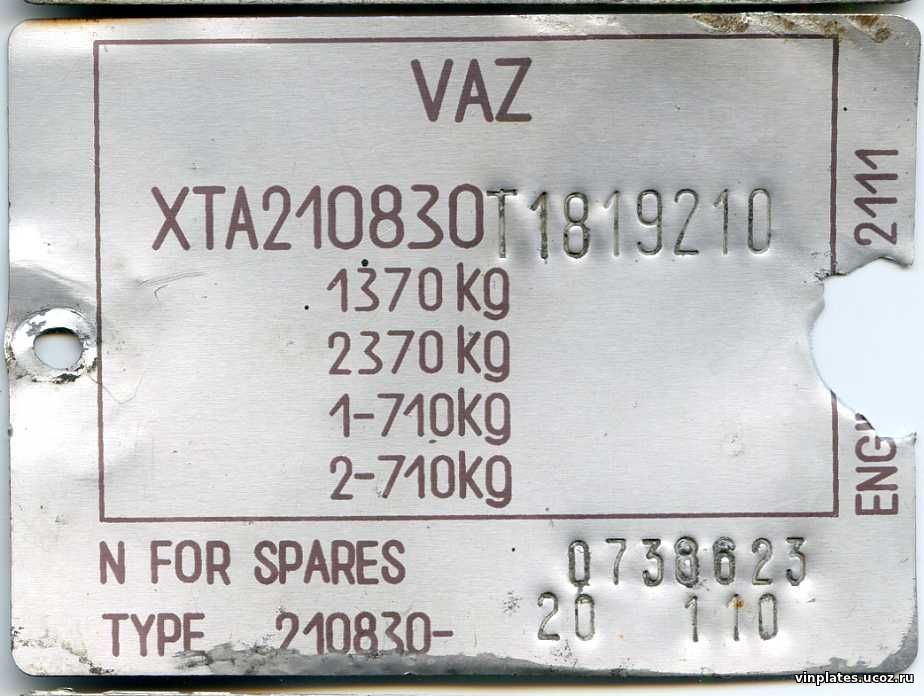 VAZ
XTA210830T1819210
1370 kg
2370 kg
1-710kg
2-710kg
N FOR SPARES 0738623
TYPE 210830- 20 110
2111
vinplates.ucoz.ru